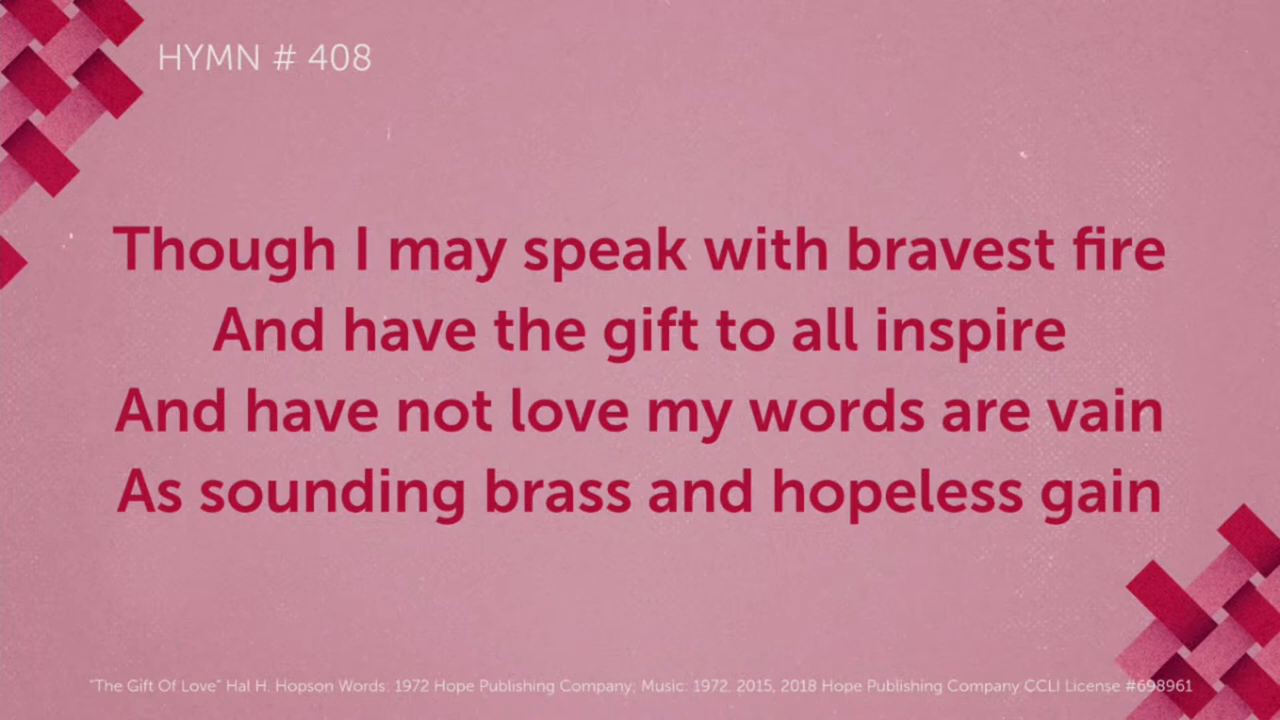 HYMN # 408
Though I may speak with bravest fire
And have the gift to all inspire
And have not love my words are vain
As sounding brass and hopeless gain
"The Gift Of Love" Hal H. Hopson Words: 1972 Hope Publishing Company; Music: 1972, 2015, 2018 Hope Publishing Company CCLI License #698961